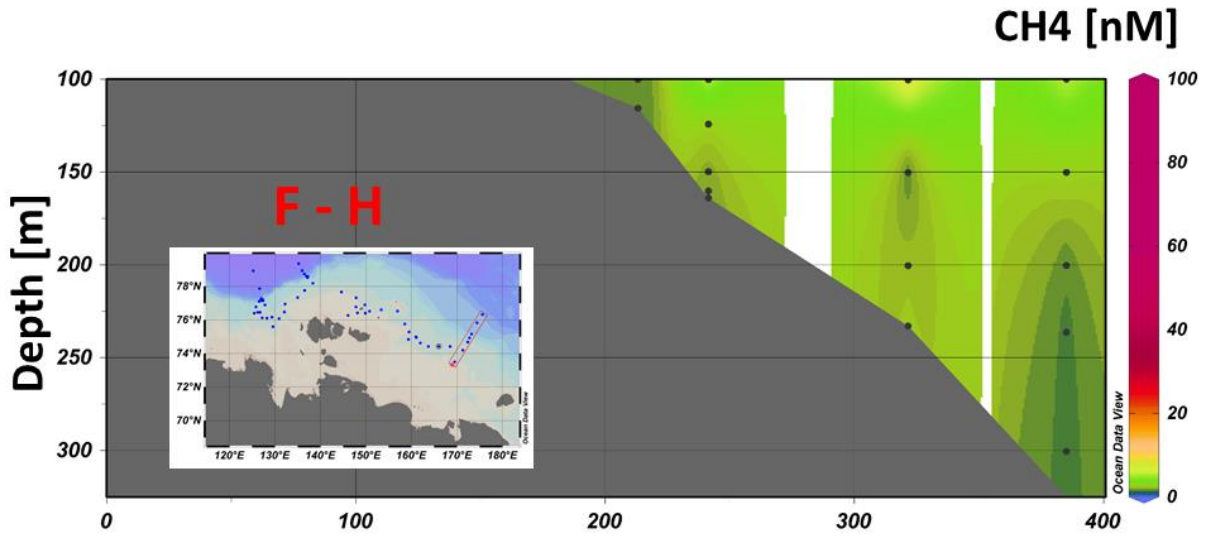 CH4 [nM]
Depth [m]
100
150
200
250
300
0
100
200
300
400
F - H
78°N
76°N
74°N
72°N
70°N
120°E
130°E
140°E
150°E
160°E
170°E
180°E
Ocean Data View
100
80
60
40
20
0
Ocean Data View